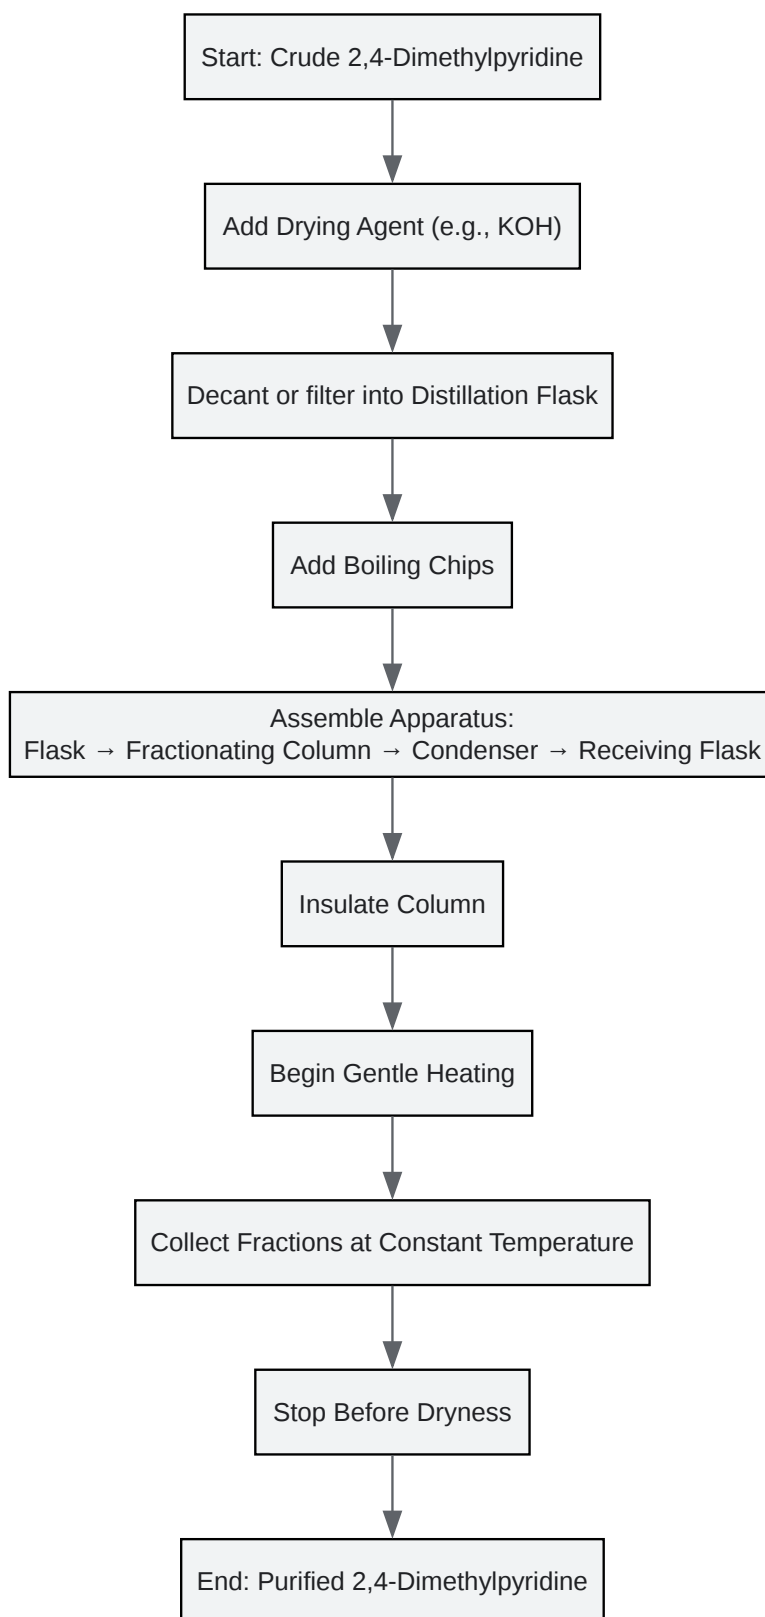 Start: Crude 2,4-Dimethylpyridine
Add Drying Agent (e.g., KOH)
Decant or filter into Distillation Flask
Add Boiling Chips
Assemble Apparatus:
Flask → Fractionating Column → Condenser → Receiving Flask
Insulate Column
Begin Gentle Heating
Collect Fractions at Constant Temperature
Stop Before Dryness
End: Purified 2,4-Dimethylpyridine